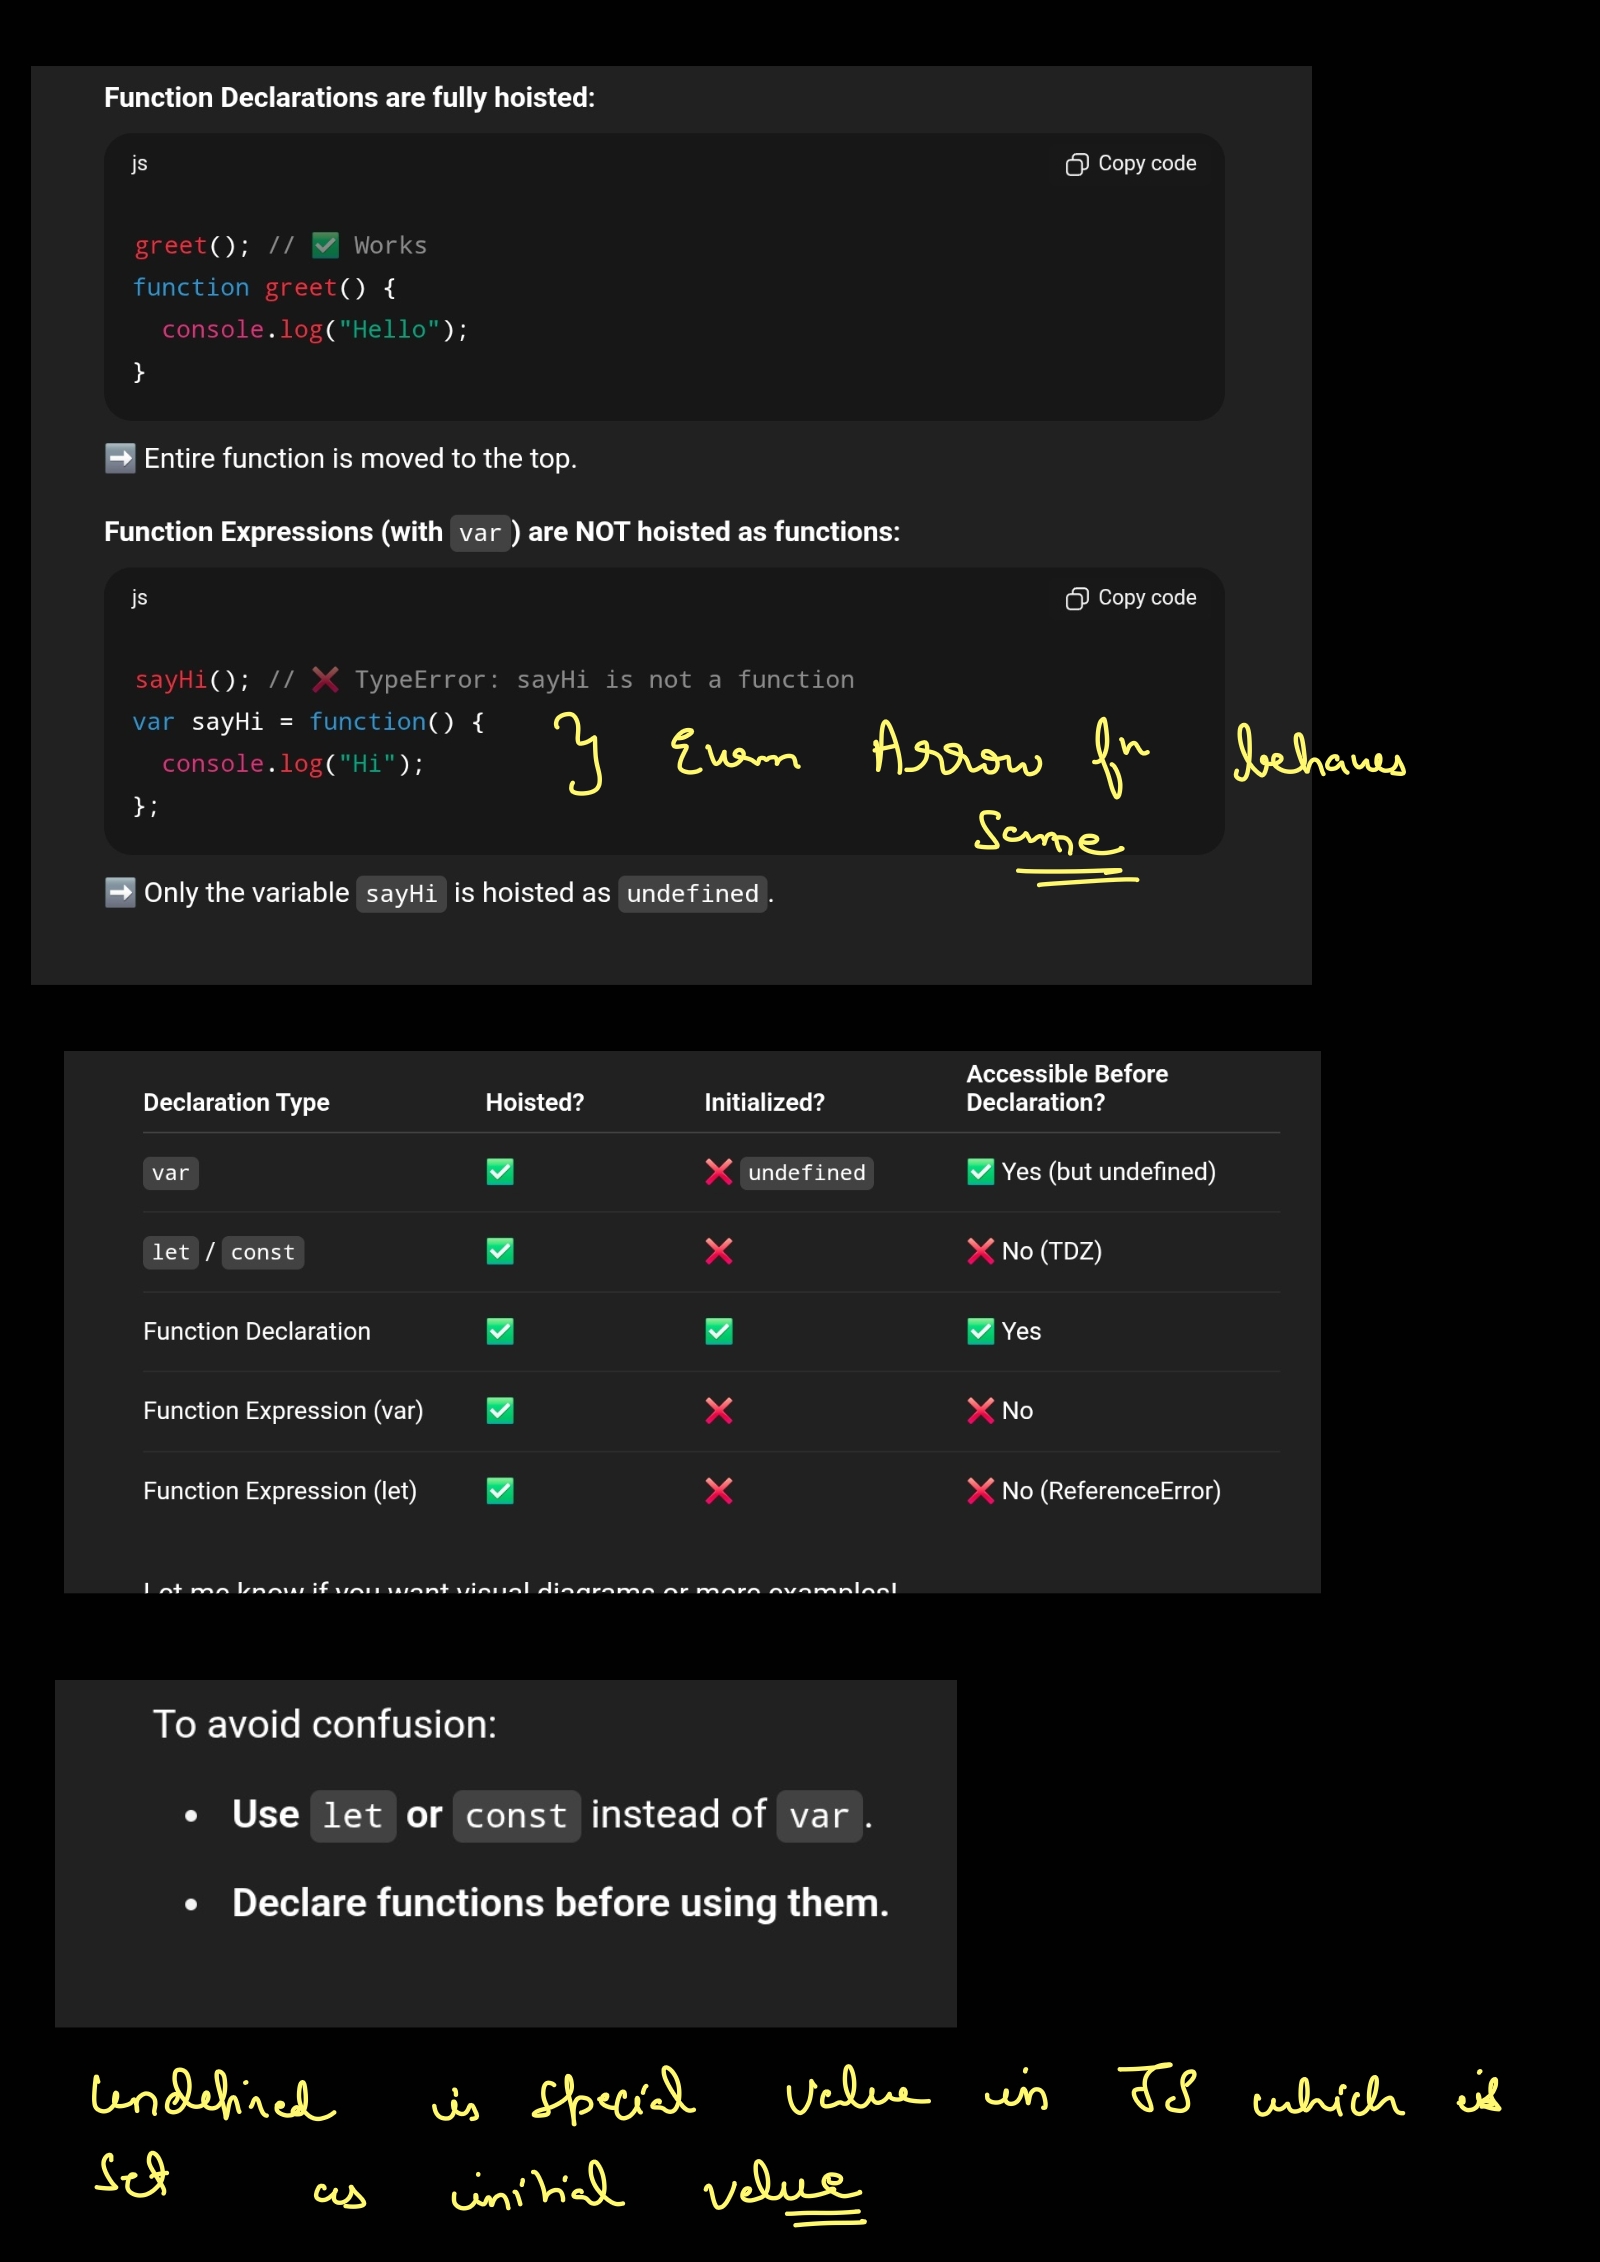 Function Declarations are fully hoisted:
js
Copy code
greet(); // ✅ Works
function greet() {
  console.log("Hello");
}
➡️ Entire function is moved to the top.
Function Expressions (with var) are NOT hoisted as functions:
js
Copy code
sayHi(); // ❌ TypeError: sayHi is not a function
var sayHi = function() {
  console.log("Hi");
};
} Even Arrow fn behaves
Same
➡️ Only the variable sayHi is hoisted as undefined.
Declaration Type Hoisted? Initialized? Accessible Before Declaration?
var ✅ ❌ undefined ✅ Yes (but undefined)
let / const ✅ ❌ ❌ No (TDZ)
Function Declaration ✅ ✅ ✅ Yes
Function Expression (var) ✅ ❌ ❌ No
Function Expression (let) ✅ ❌ ❌ No (ReferenceError)
Let me know if you want visual diagrams or more examples!
To avoid confusion:
• Use let or const instead of var.
• Declare functions before using them.
Undefined is special value in JS which is
set as initial value